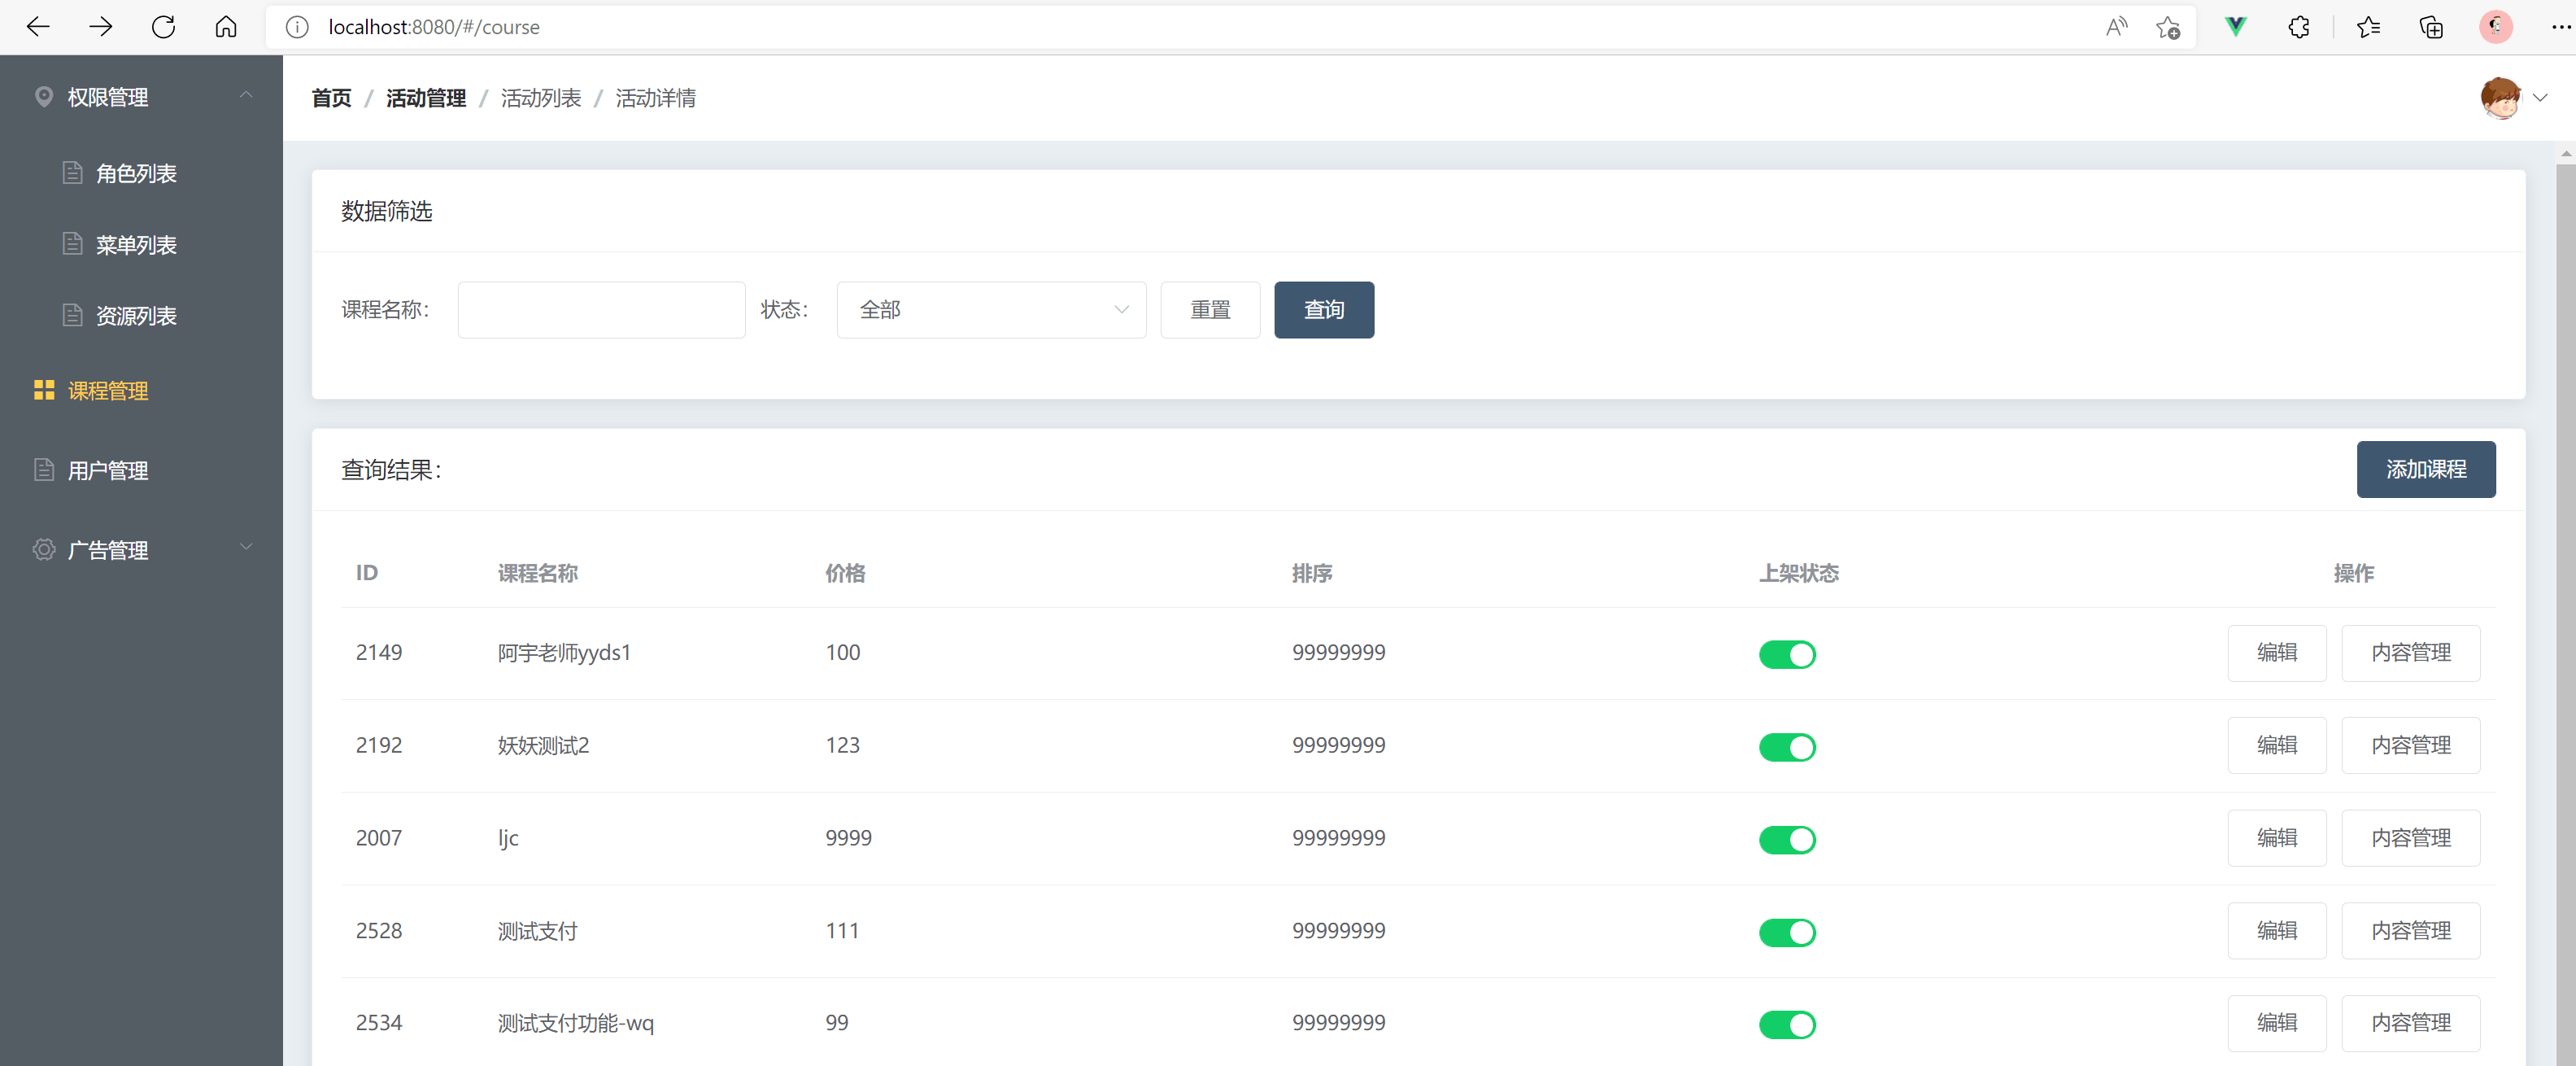 localhost:8080/#/course
权限管理
角色列表
菜单列表
资源列表
课程管理
用户管理
广告管理
首页 / 活动管理 / 活动列表 / 活动详情
数据筛选
课程名称： 状态： 全部 重置 查询
查询结果： 添加课程
ID 课程名称 价格 排序 上架状态 操作
2149 阿宇老师yyds1 100 99999999 编辑 内容管理
2192 妖妖测试2 123 99999999 编辑 内容管理
2007 ljc 9999 99999999 编辑 内容管理
2528 测试支付 111 99999999 编辑 内容管理
2534 测试支付功能-wq 99 99999999 编辑 内容管理